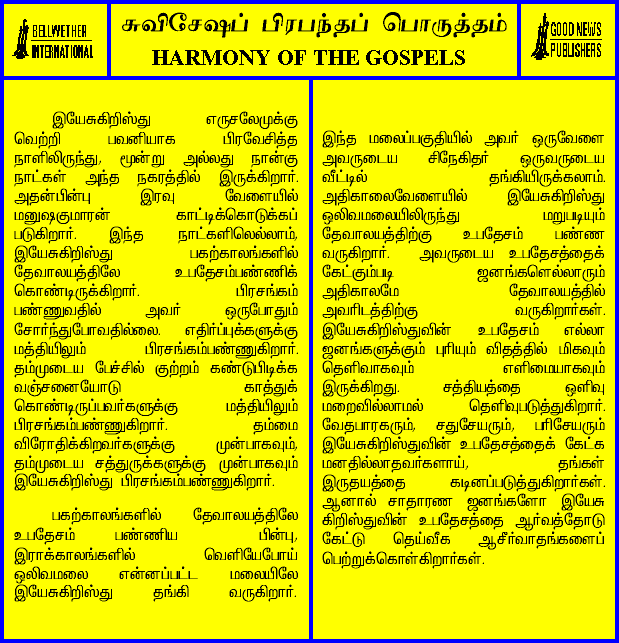 BELLWETHER
INTERNATIONAL
சுவிசேஷப் பிரபந்தப் பொருத்தம்
HARMONY OF THE GOSPELS
GOOD NEWS
PUBLISHERS
இயேசுகிறிஸ்து எருசலேமுக்கு
வெற்றி பவனியாக பிரவேசித்த
நாளிலிருந்து, மூன்று அல்லது நான்கு
நாட்கள் அந்த நகரத்தில் இருக்கிறார்.
அதன்பின்பு இரவு வேளையில்
மனுஷகுமாரன் காட்டிக்கொடுக்கப்
படுகிறார். இந்த நாட்களிலெல்லாம்,
இயேசுகிறிஸ்து பகற்காலங்களில்
தேவாலயத்திலே உபதேசம்பண்ணிக்
கொண்டிருக்கிறார். பிரசங்கம்
பண்ணுவதில் அவர் ஒருபோதும்
சோர்ந்துபோவதில்லை. எதிர்ப்புக்களுக்கு
மத்தியிலும் பிரசங்கம்பண்ணுகிறார்.
தம்முடைய பேச்சில் குற்றம் கண்டுபிடிக்க
வஞ்சனையோடு காத்துக்
கொண்டிருப்பவர்களுக்கு மத்தியிலும்
பிரசங்கம்பண்ணுகிறார். தம்மை
விரோதிக்கிறவர்களுக்கு முன்பாகவும்,
தம்முடைய சத்துருக்களுக்கு முன்பாகவும்
இயேசுகிறிஸ்து பிரசங்கம்பண்ணுகிறார்.
பகற்காலங்களில் தேவாலயத்திலே
உபதேசம் பண்ணிய பின்பு,
இராக்காலங்களில் வெளியேபோய்
ஒலிவமலை என்னப்பட்ட மலையிலே
இயேசுகிறிஸ்து தங்கி வருகிறார்.
இந்த மலைப்பகுதியில் அவர் ஒருவேளை
அவருடைய சிநேகிதர் ஒருவருடைய
வீட்டில் தங்கியிருக்கலாம்.
அதிகாலைவேளையில் இயேசுகிறிஸ்து
ஒலிவமலையிலிருந்து மறுபடியும்
தேவாலயத்திற்கு உபதேசம் பண்ண
வருகிறார். அவருடைய உபதேசத்தைக்
கேட்கும்படி ஜனங்களெல்லாரும்
அதிகாலமே தேவாலயத்தில்
அவரிடத்திற்கு வருகிறார்கள்.
இயேசுகிறிஸ்துவின் உபதேசம் எல்லா
ஜனங்களுக்கும் புரியும் விதத்தில் மிகவும்
தெளிவாகவும் எளிமையாகவும்
இருக்கிறது. சத்தியத்தை ஒளிவு
மறைவில்லாமல் தெளிவுபடுத்துகிறார்.
வேதபாரகரும், சதுசேயரும், பரிசேயரும்
இயேசுகிறிஸ்துவின் உபதேசத்தைக் கேட்க
மனதில்லாதவர்களாய், தங்கள்
இருதயத்தை கடினப்படுத்துகிறார்கள்.
ஆனால் சாதாரண ஜனங்களோ இயேசு
கிறிஸ்துவின் உபதேசத்தை ஆர்வத்தோடு
கேட்டு தெய்வீக ஆசீர்வாதங்களைப்
பெற்றுக்கொள்கிறார்கள்.